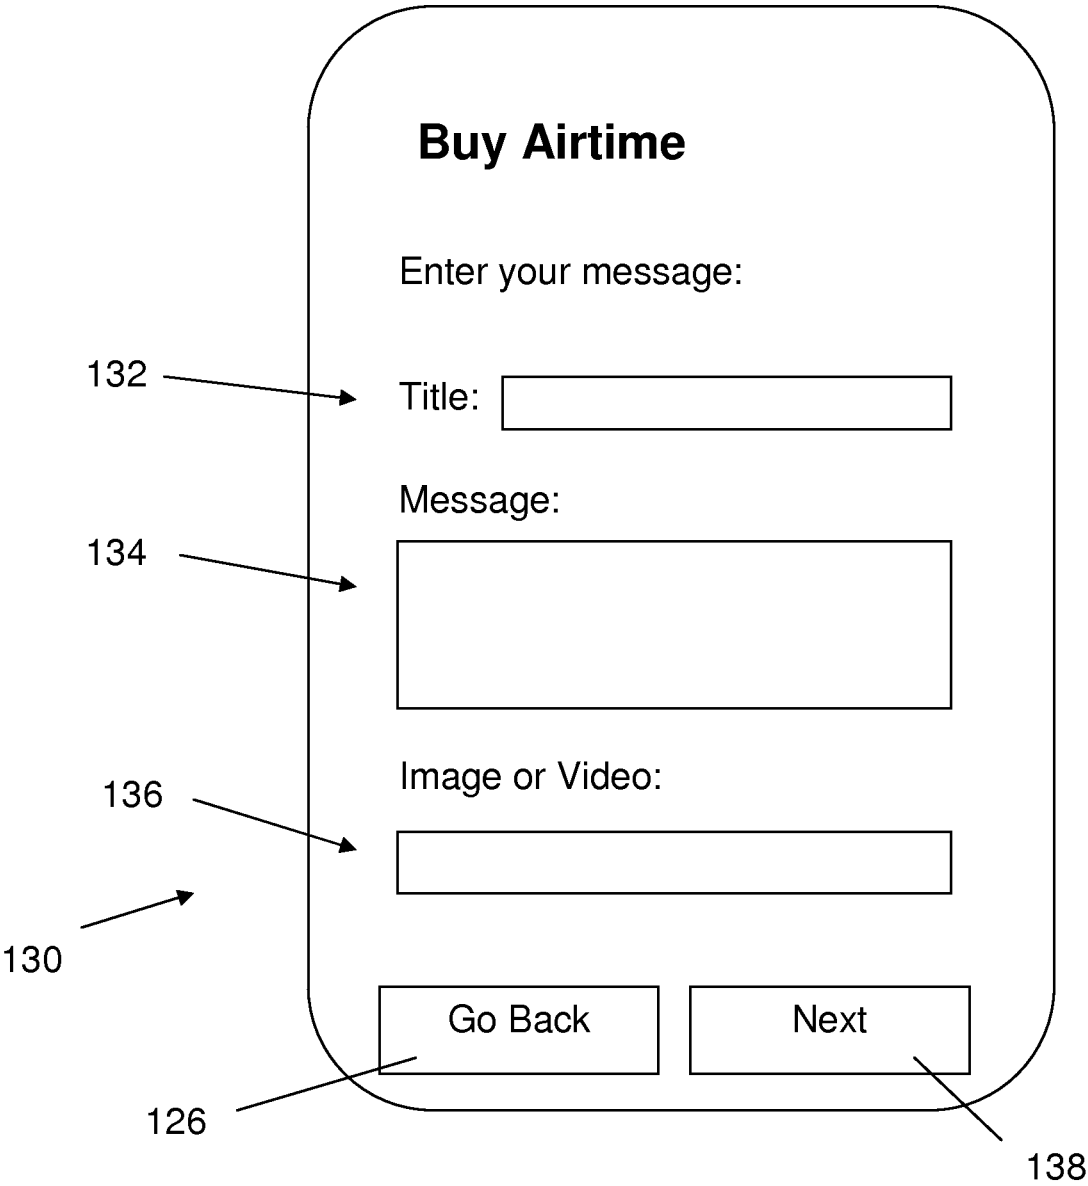 Buy Airtime
Enter your message:
132
Title:
Message:
134
Image or Video:
136
130
Go Back
Next
126
138